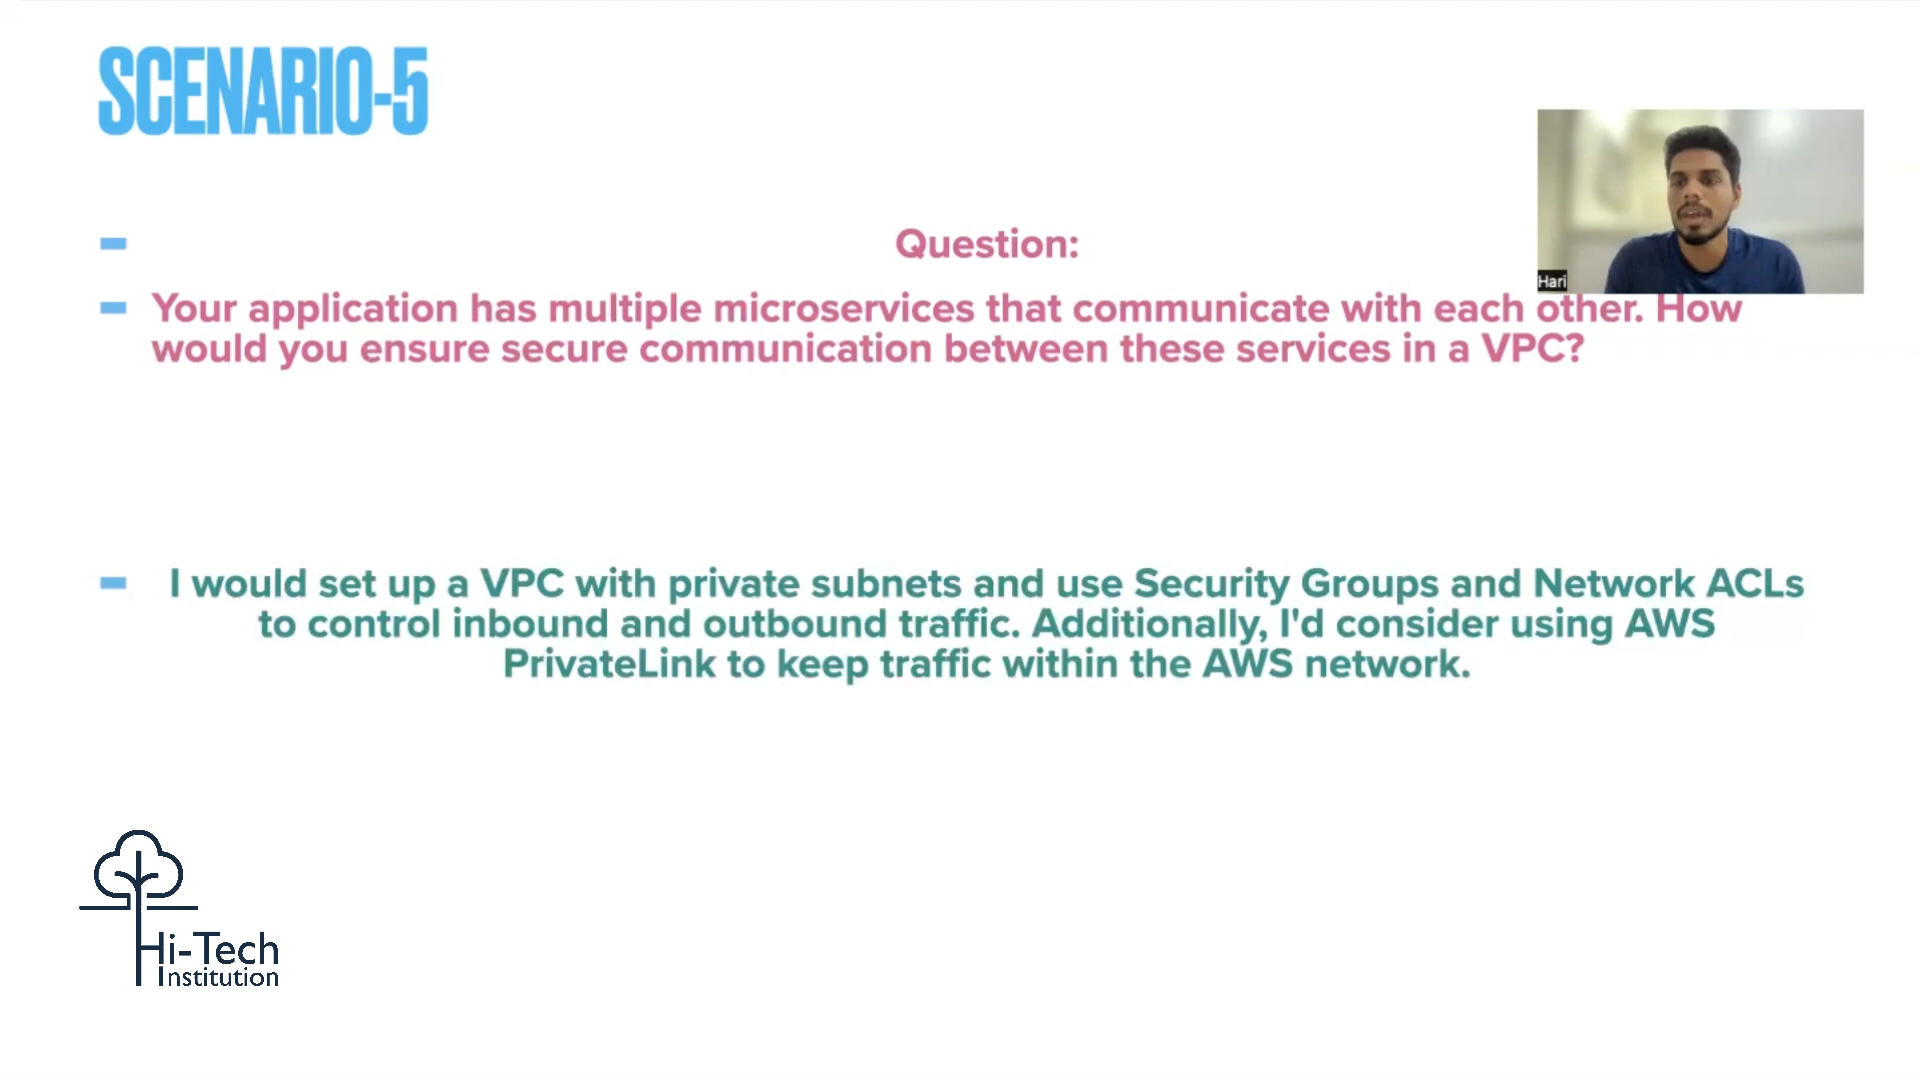 SCENARIO-5
Question:
Your application has multiple microservices that communicate with each other. How
would you ensure secure communication between these services in a VPC?
Hari
I would set up a VPC with private subnets and use Security Groups and Network ACLs
to control inbound and outbound traffic. Additionally, I'd consider using AWS
PrivateLink to keep traffic within the AWS network.
Hi-Tech
Institution